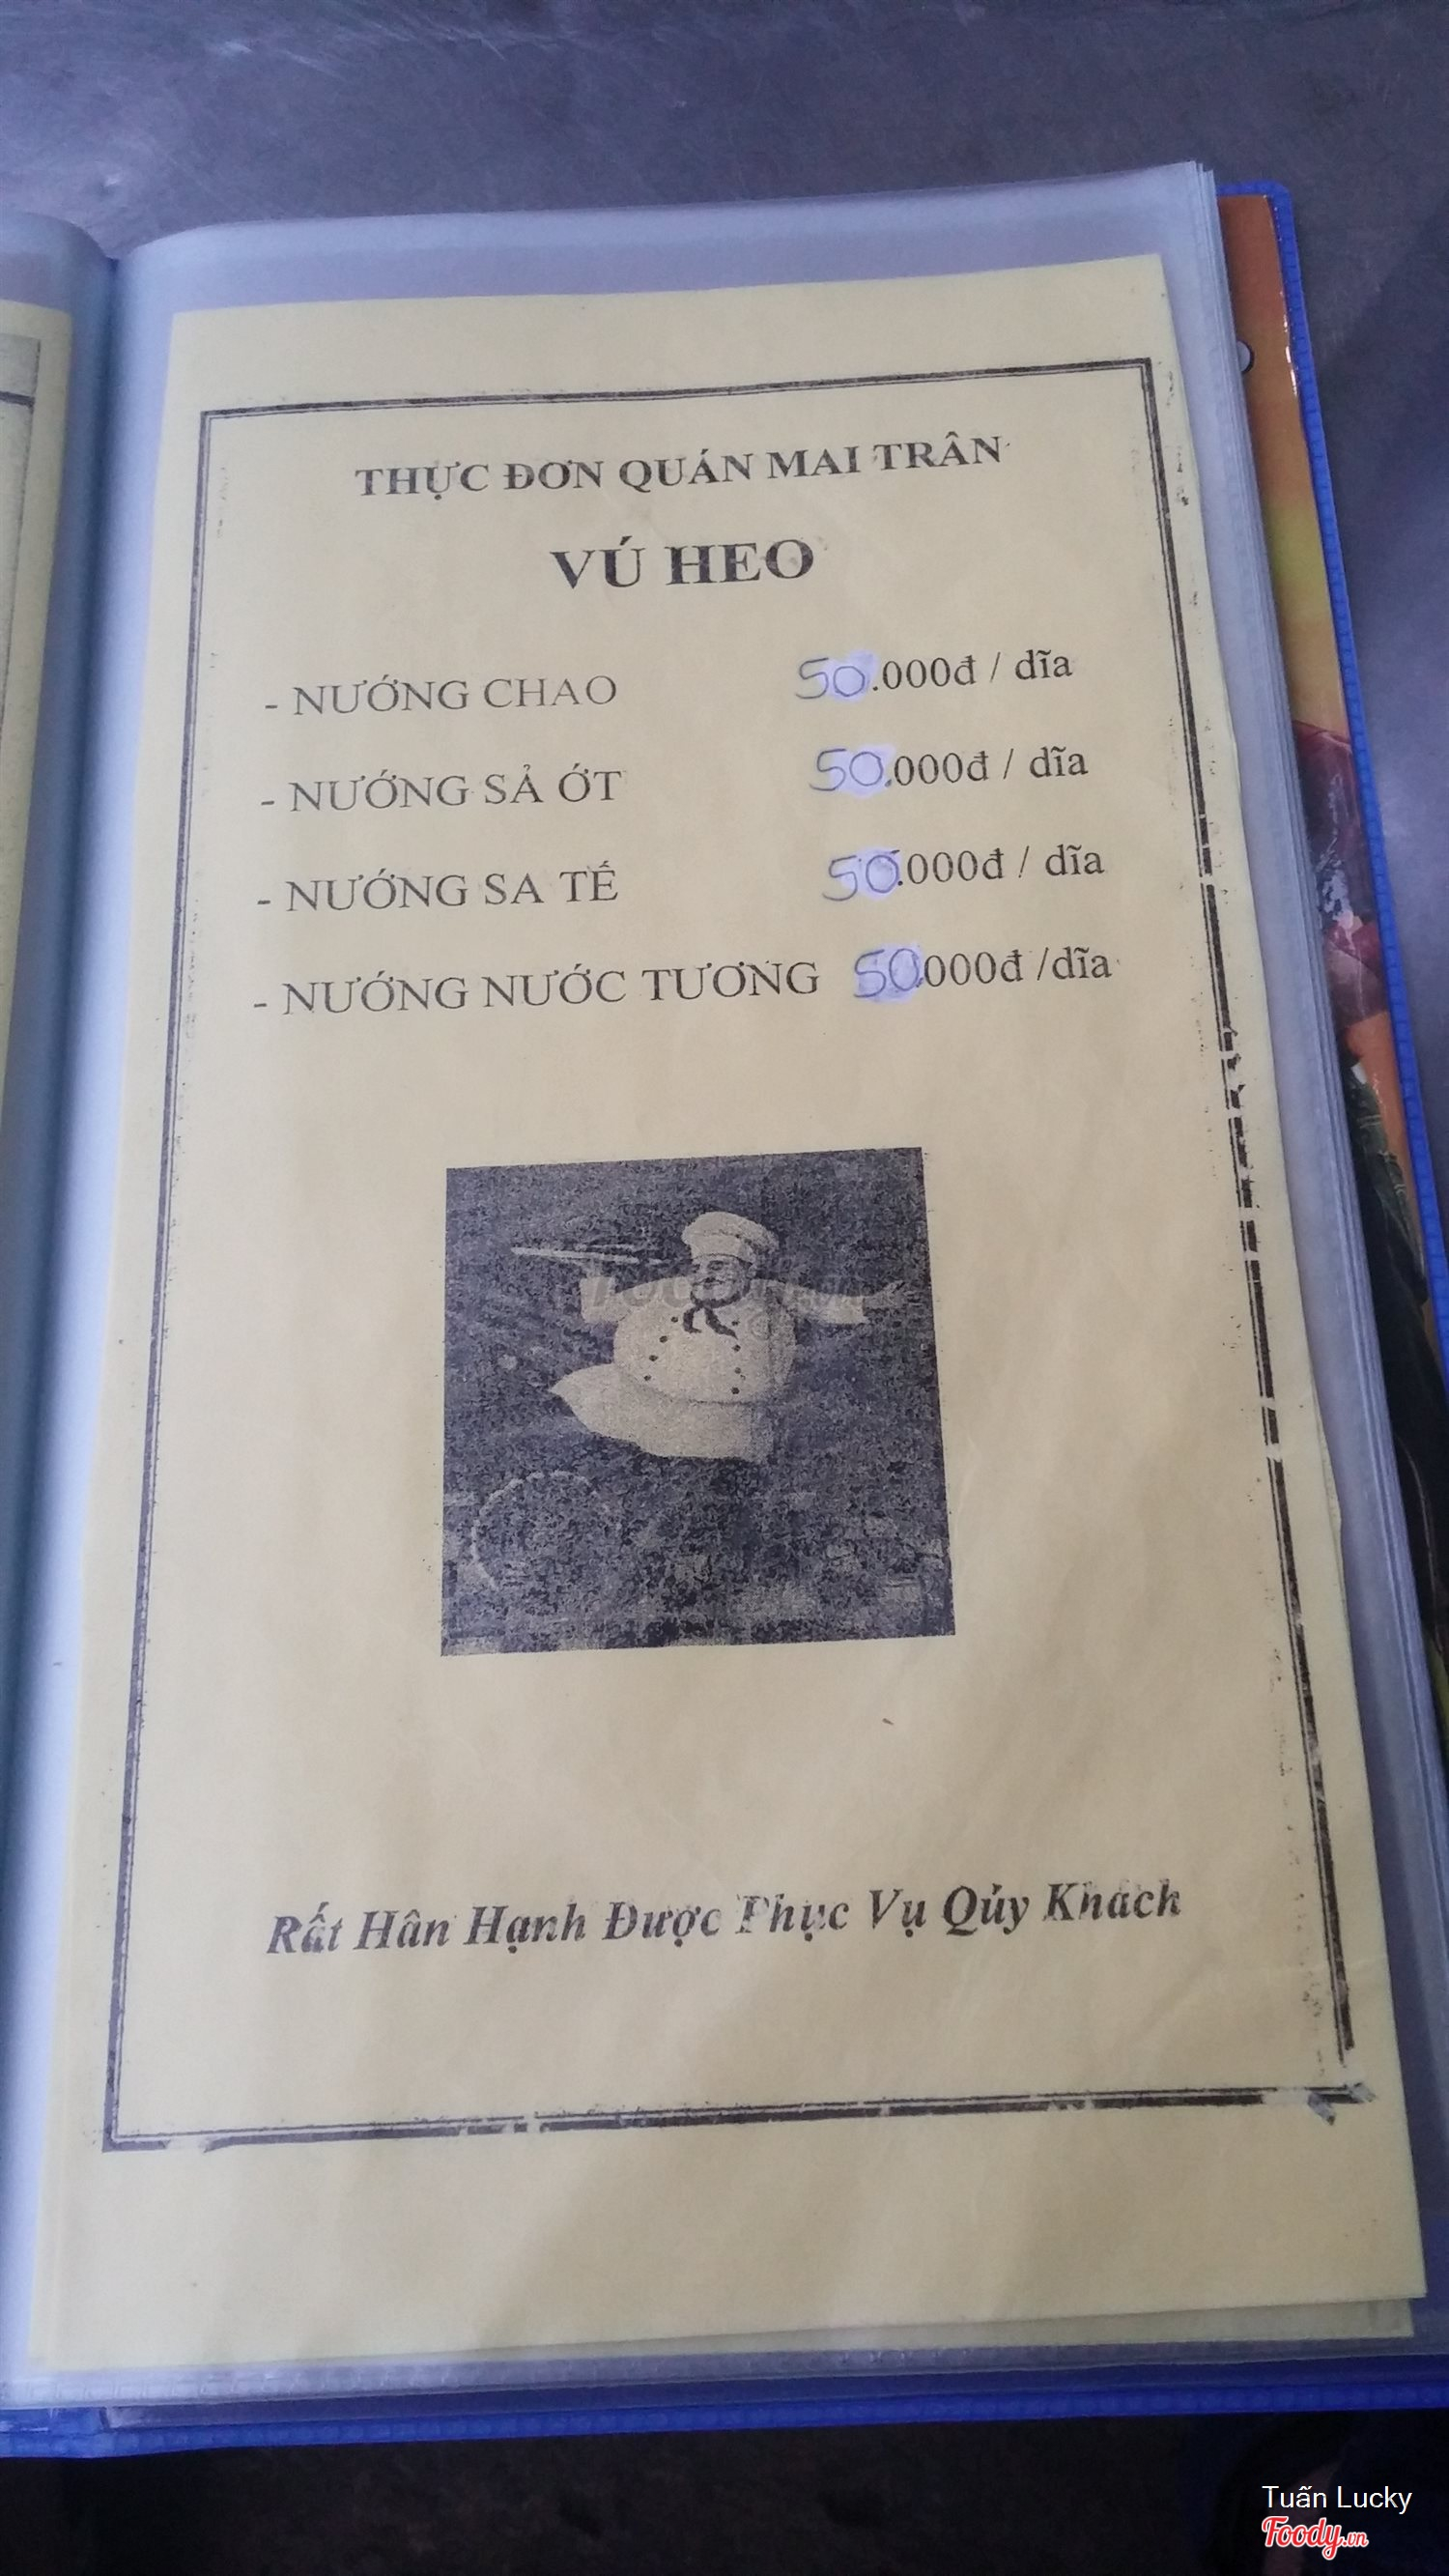 THỰC ĐƠN QUÁN MAI TRÂN
VÚ HEO
- NƯỚNG CHAO 50.000đ / dĩa
- NƯỚNG SẢ ỚT 50.000đ / dĩa
- NƯỚNG SA TẾ 50.000đ / dĩa
- NƯỚNG NƯỚC TƯƠNG 50.000đ /dĩa
Rất Hân Hạnh Được Phục Vụ Qủy Khách
Tuấn Lucky
Foody.vn